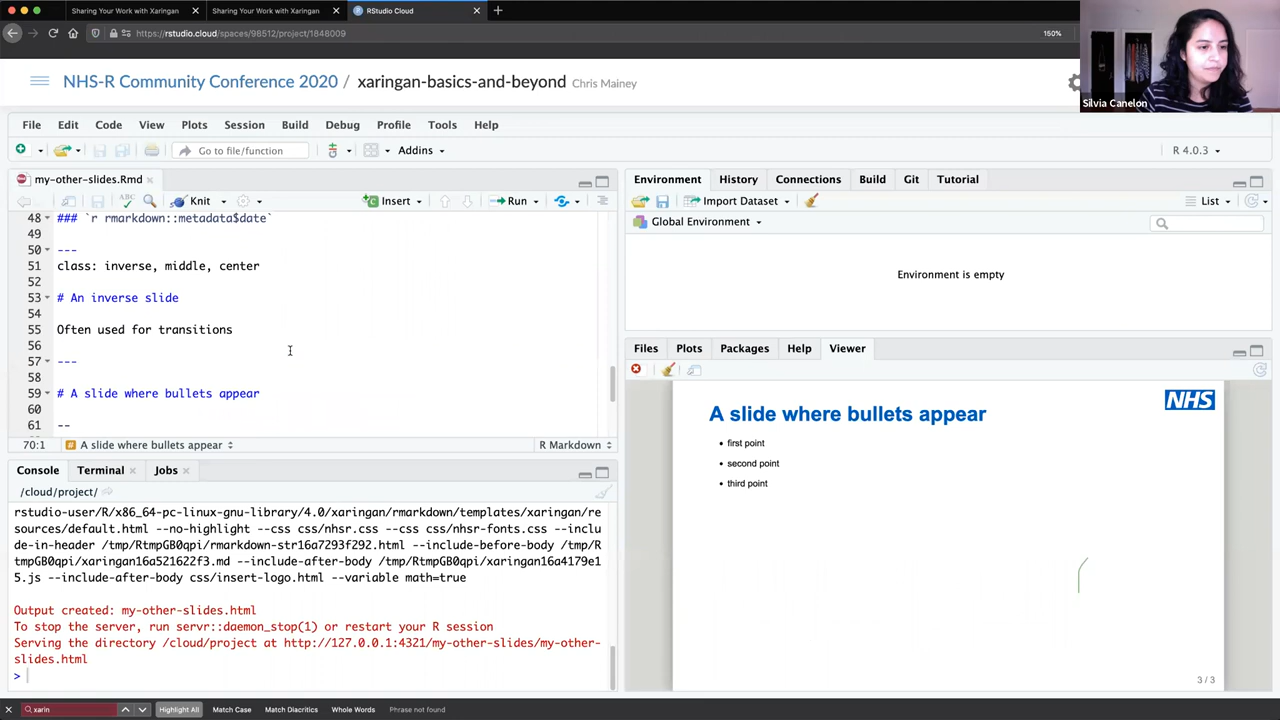 Sharing Your Work with Xaringan
Sharing Your Work with Xaringan
RStudio Cloud
https://rstudio.cloud/spaces/98512/project/1848009
150%
NHS-R Community Conference 2020 / xaringan-basics-and-beyond Chris Mainey
Silvia Canelon
File Edit Code View Plots Session Build Debug Profile Tools Help
Go to file/function
Addins
R 4.0.3
my-other-slides.Rmd
ABC
Knit
Insert
Run
48 ### `r rmarkdown::metadata$date`
49
50 ---
51 class: inverse, middle, center
52
53 # An inverse slide
54
55 Often used for transitions
56
57 ---
58
59 # A slide where bullets appear
60
61 --
70:1 # A slide where bullets appear R Markdown
Console Terminal Jobs
/cloud/project/
rstudio-user/R/x86_64-pc-linux-gnu-library/4.0/xaringan/rmarkdown/templates/xaringan/re
sources/default.html --no-highlight --css css/nhsr.css --css css/nhsr-fonts.css --inclu
de-in-header /tmp/RtmpGB0qpi/rmarkdown-str16a7293f292.html --include-before-body /tmp/R
tmpGB0qpi/xaringan16a521622f3.md --include-after-body /tmp/RtmpGB0qpi/xaringan16a4179e1
5.js --include-after-body css/insert-logo.html --variable math=true
Output created: my-other-slides.html
To stop the server, run servr::daemon_stop(1) or restart your R session
Serving the directory /cloud/project at http://127.0.0.1:4321/my-other-slides/my-other-
slides.html
>
Environment History Connections Build Git Tutorial
Import Dataset
List
Global Environment
Environment is empty
Files Plots Packages Help Viewer
NHS
A slide where bullets appear
• first point
• second point
• third point
3 / 3
xarin
Highlight All
Match Case
Match Diacritics
Whole Words
Phrase not found